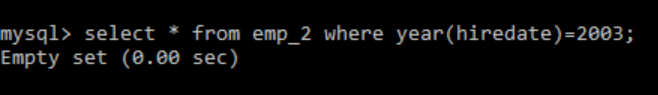 mysql> select * from emp_2 where year(hiredate)=2003;
Empty set (0.00 sec)